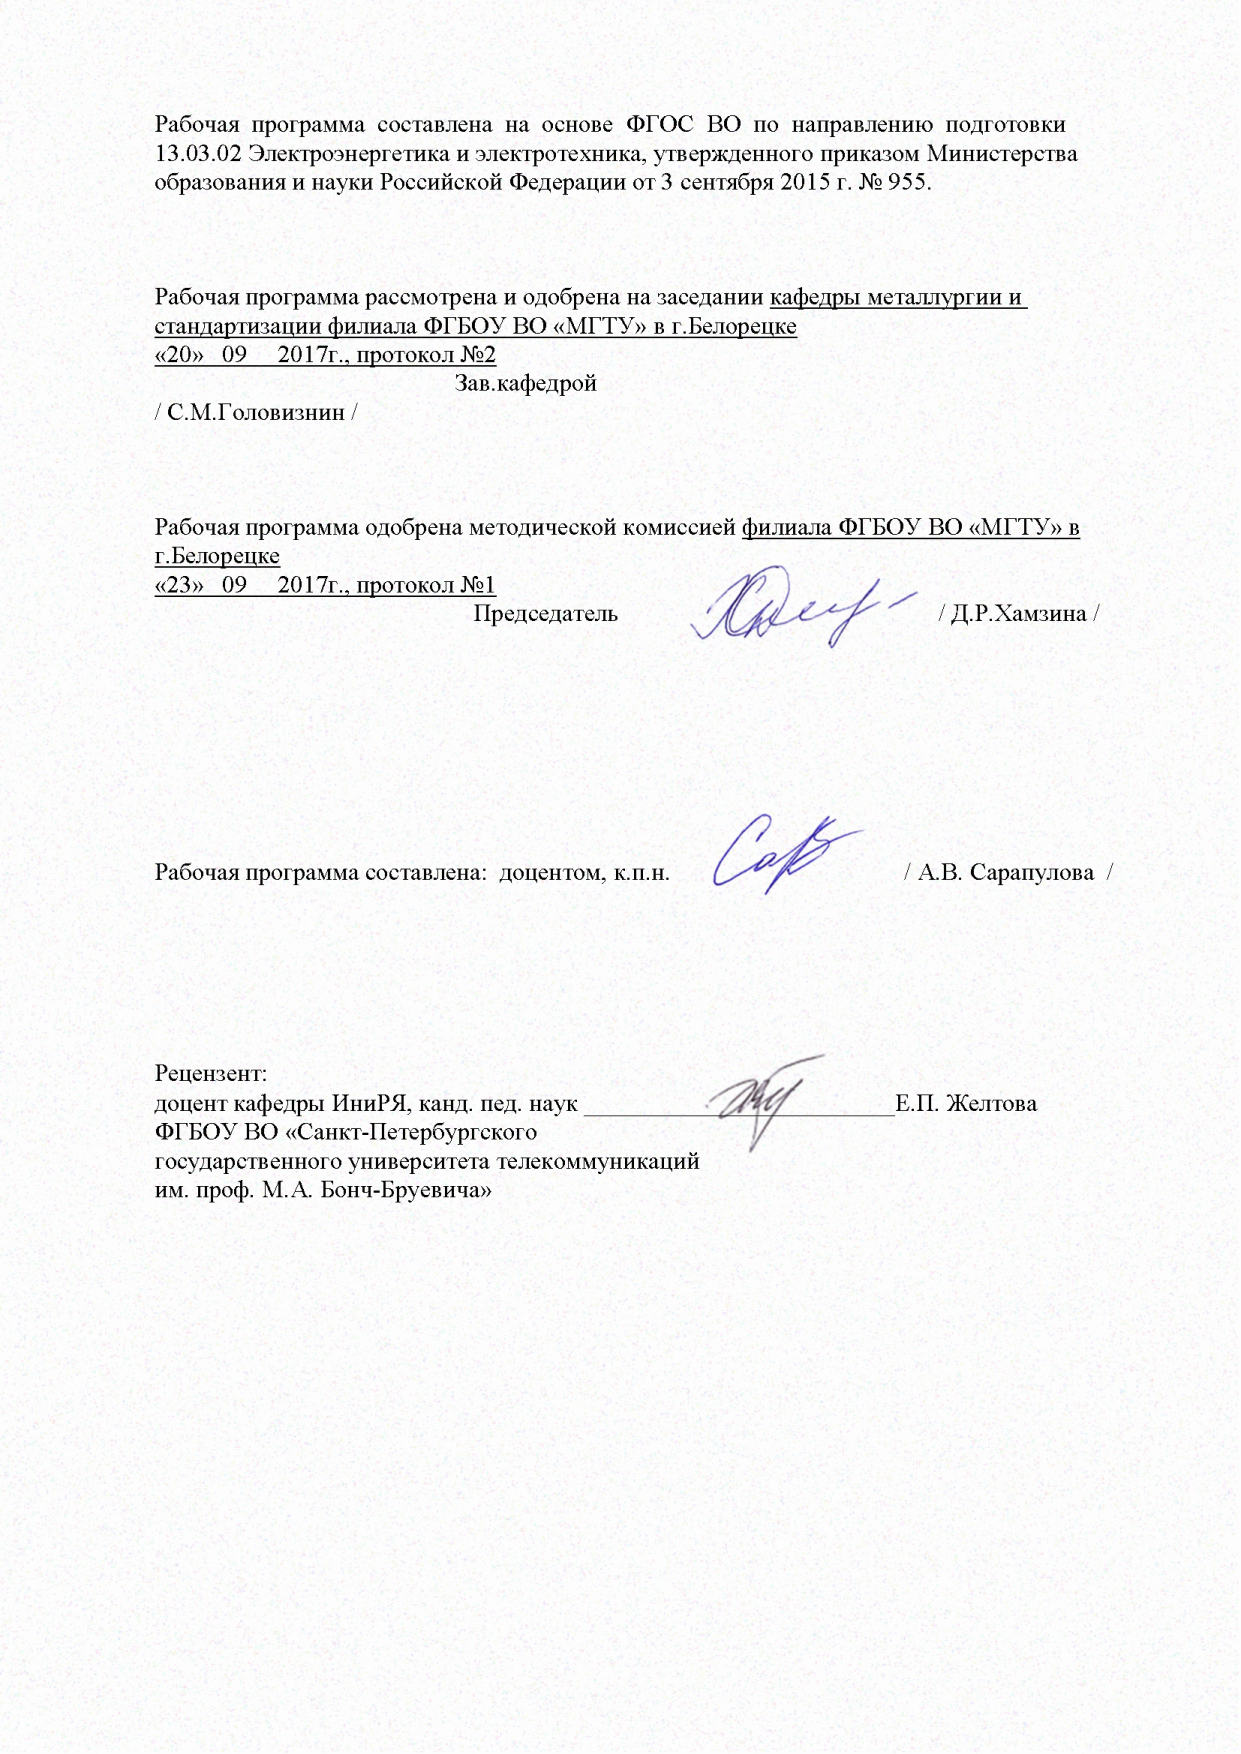 Рабочая программа составлена на основе ФГОС ВО по направлению подготовки
13.03.02 Электроэнергетика и электротехника, утвержденного приказом Министерства
образования и науки Российской Федерации от 3 сентября 2015 г. № 955.
Рабочая программа рассмотрена и одобрена на заседании кафедры металлургии и
стандартизации филиала ФГБОУ ВО «МГТУ» в г.Белорецке
«20» 09 2017г., протокол №2
Зав.кафедрой
/ С.М.Головизнин /
Рабочая программа одобрена методической комиссией филиала ФГБОУ ВО «МГТУ» в
г.Белорецке
«23» 09 2017г., протокол №1
Председатель / Д.Р.Хамзина /
Рабочая программа составлена: доцентом, к.п.н. / А.В. Сарапулова /
Рецензент:
доцент кафедры ИниРЯ, канд. пед. наук __________________________Е.П. Желтова
ФГБОУ ВО «Санкт-Петербургского
государственного университета телекоммуникаций
им. проф. М.А. Бонч-Бруевича»